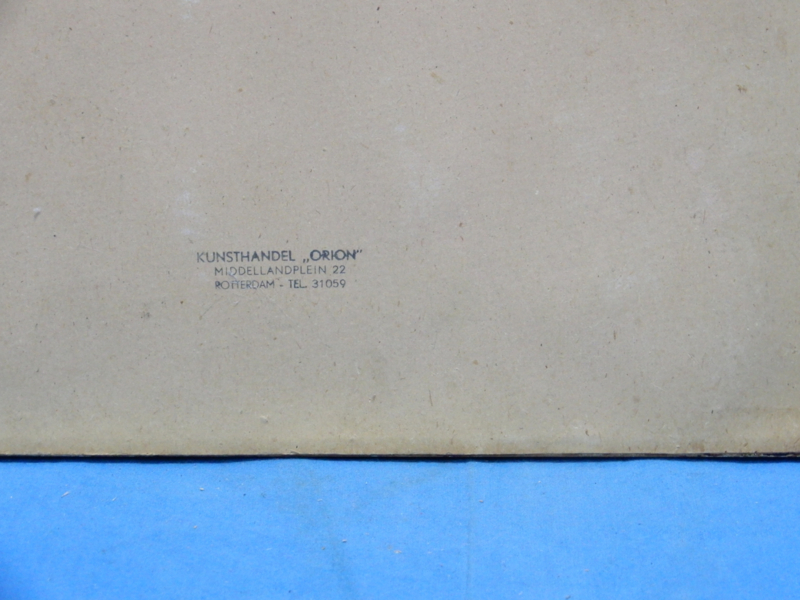 KUNSTHANDEL „ORION"
MIDDELLANDPLEIN 22
ROTTERDAM - TEL. 31059